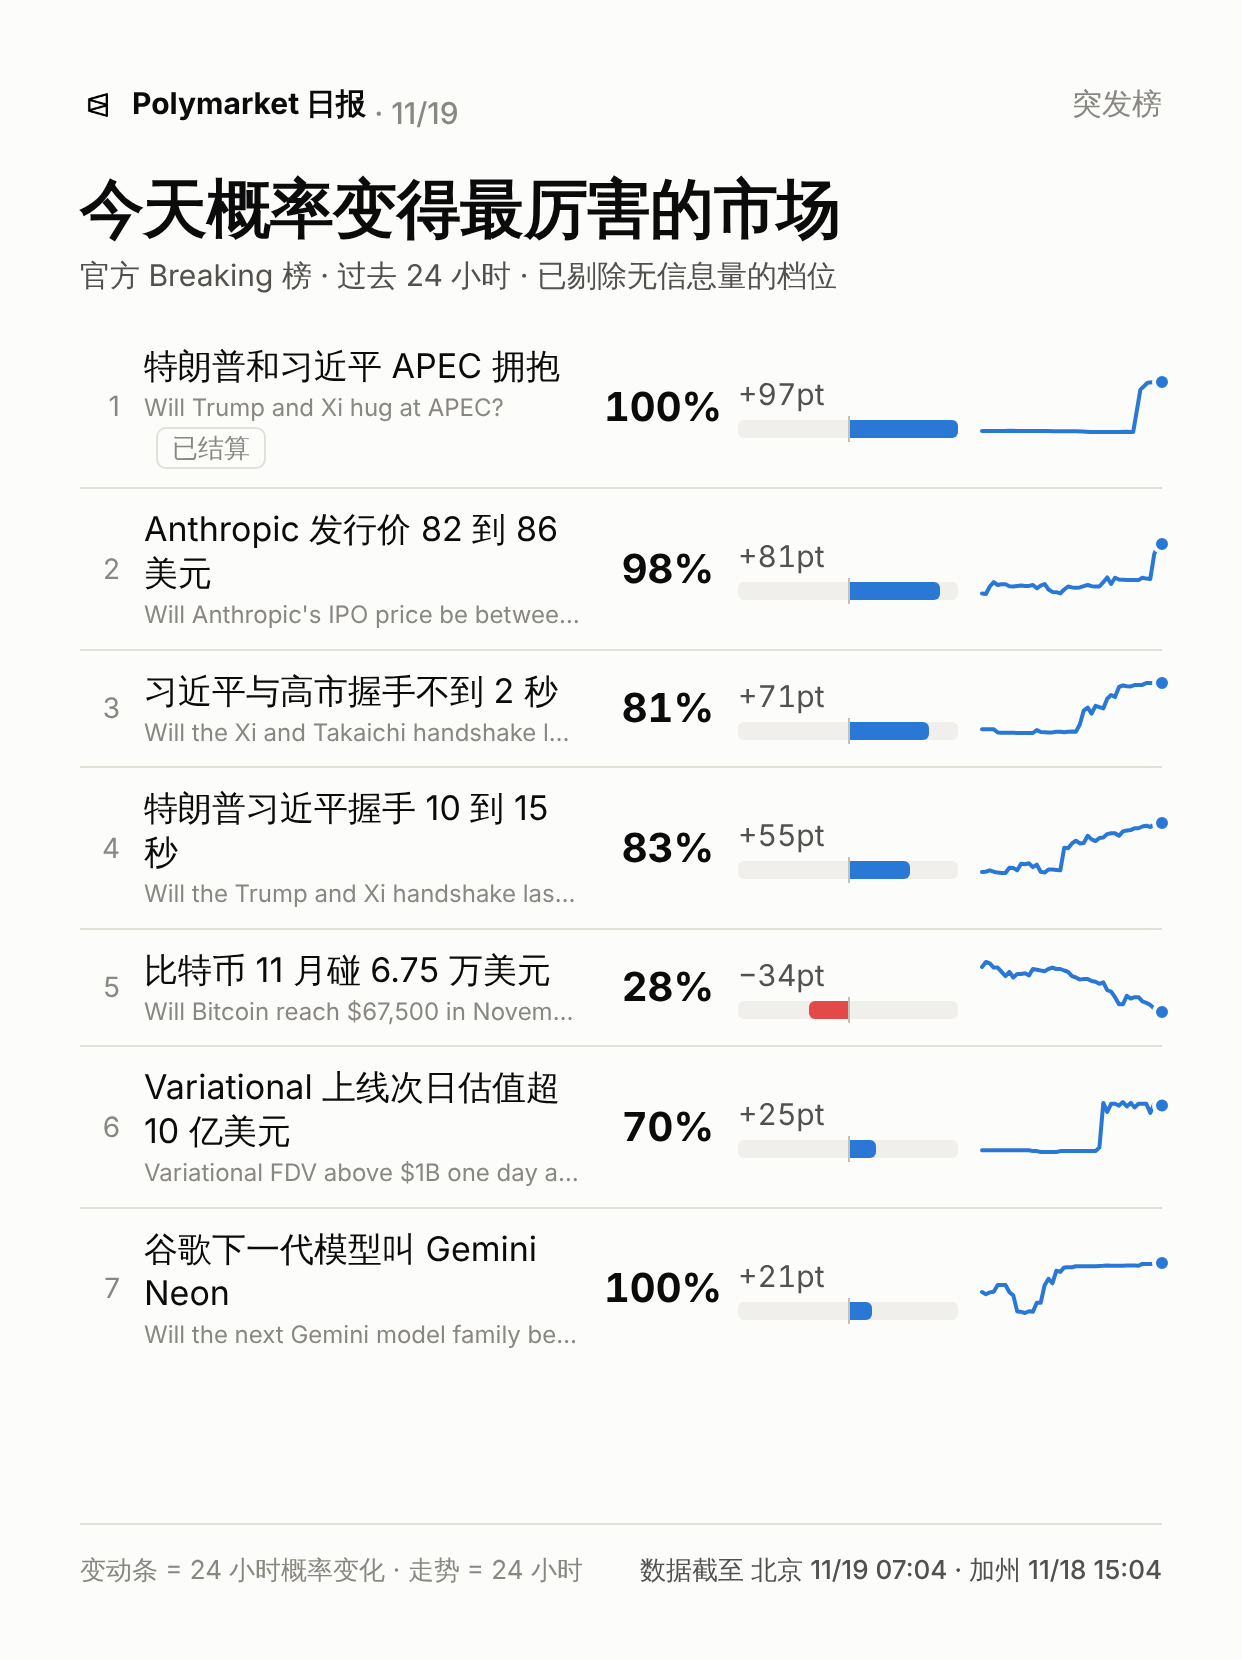 Polymarket 日报 · 11/19
突发榜
今天概率变得最厉害的市场
官方 Breaking 榜 · 过去 24 小时 · 已剔除无信息量的档位
1
特朗普和习近平 APEC 拥抱
Will Trump and Xi hug at APEC?
已结算
100%
+97pt
2
Anthropic 发行价 82 到 86
美元
Will Anthropic's IPO price be betwee...
98%
+81pt
3
习近平与高市握手不到 2 秒
Will the Xi and Takaichi handshake l...
81%
+71pt
4
特朗普习近平握手 10 到 15
秒
Will the Trump and Xi handshake las...
83%
+55pt
5
比特币 11 月碰 6.75 万美元
Will Bitcoin reach $67,500 in Novem...
28%
−34pt
6
Variational 上线次日估值超
10 亿美元
Variational FDV above $1B one day a...
70%
+25pt
7
谷歌下一代模型叫 Gemini
Neon
Will the next Gemini model family be...
100%
+21pt
变动条 = 24 小时概率变化 · 走势 = 24 小时
数据截至 北京 11/19 07:04 · 加州 11/18 15:04